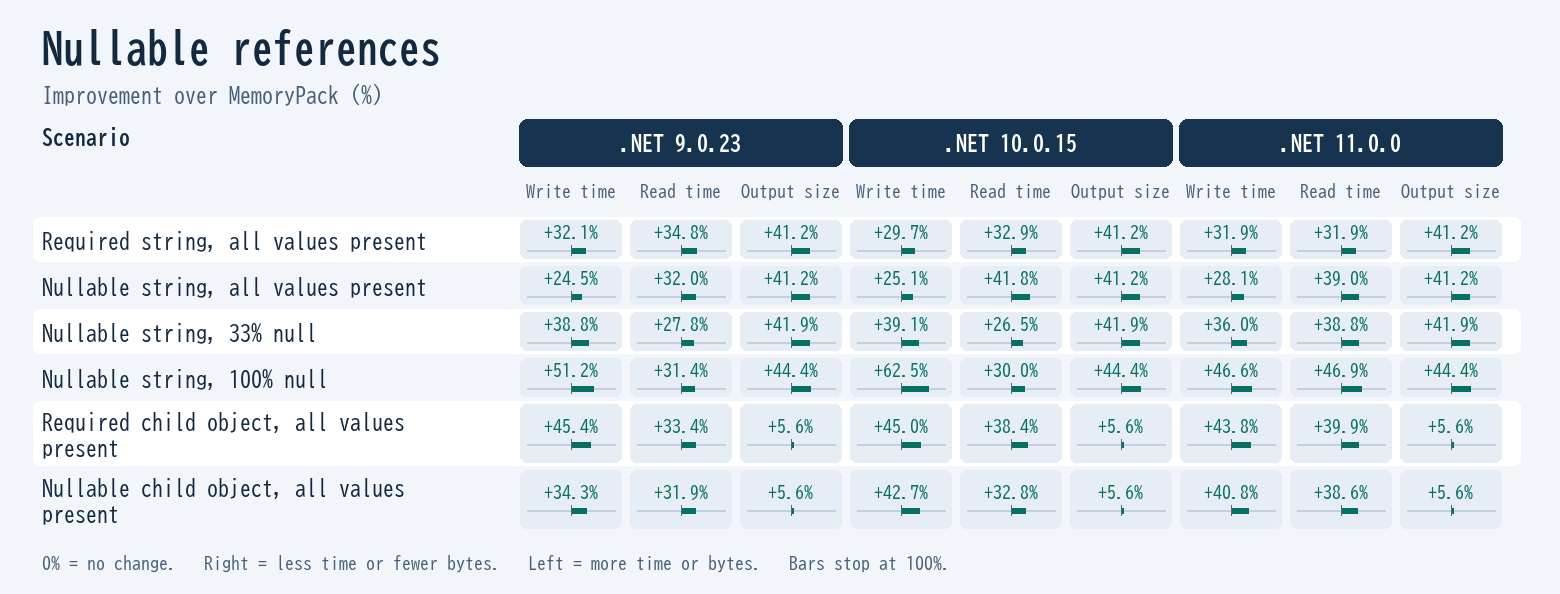 Nullable references
Improvement over MemoryPack (%)
Scenario .NET 9.0.23 .NET 10.0.15 .NET 11.0.0
Write time Read time Output size Write time Read time Output size Write time Read time Output size
Required string, all values present +32.1% +34.8% +41.2% +29.7% +32.9% +41.2% +31.9% +31.9% +41.2%
Nullable string, all values present +24.5% +32.0% +41.2% +25.1% +41.8% +41.2% +28.1% +39.0% +41.2%
Nullable string, 33% null +38.8% +27.8% +41.9% +39.1% +26.5% +41.9% +36.0% +38.8% +41.9%
Nullable string, 100% null +51.2% +31.4% +44.4% +62.5% +30.0% +44.4% +46.6% +46.9% +44.4%
Required child object, all values
present +45.4% +33.4% +5.6% +45.0% +38.4% +5.6% +43.8% +39.9% +5.6%
Nullable child object, all values
present +34.3% +31.9% +5.6% +42.7% +32.8% +5.6% +40.8% +38.6% +5.6%
0% = no change. Right = less time or fewer bytes. Left = more time or bytes. Bars stop at 100%.